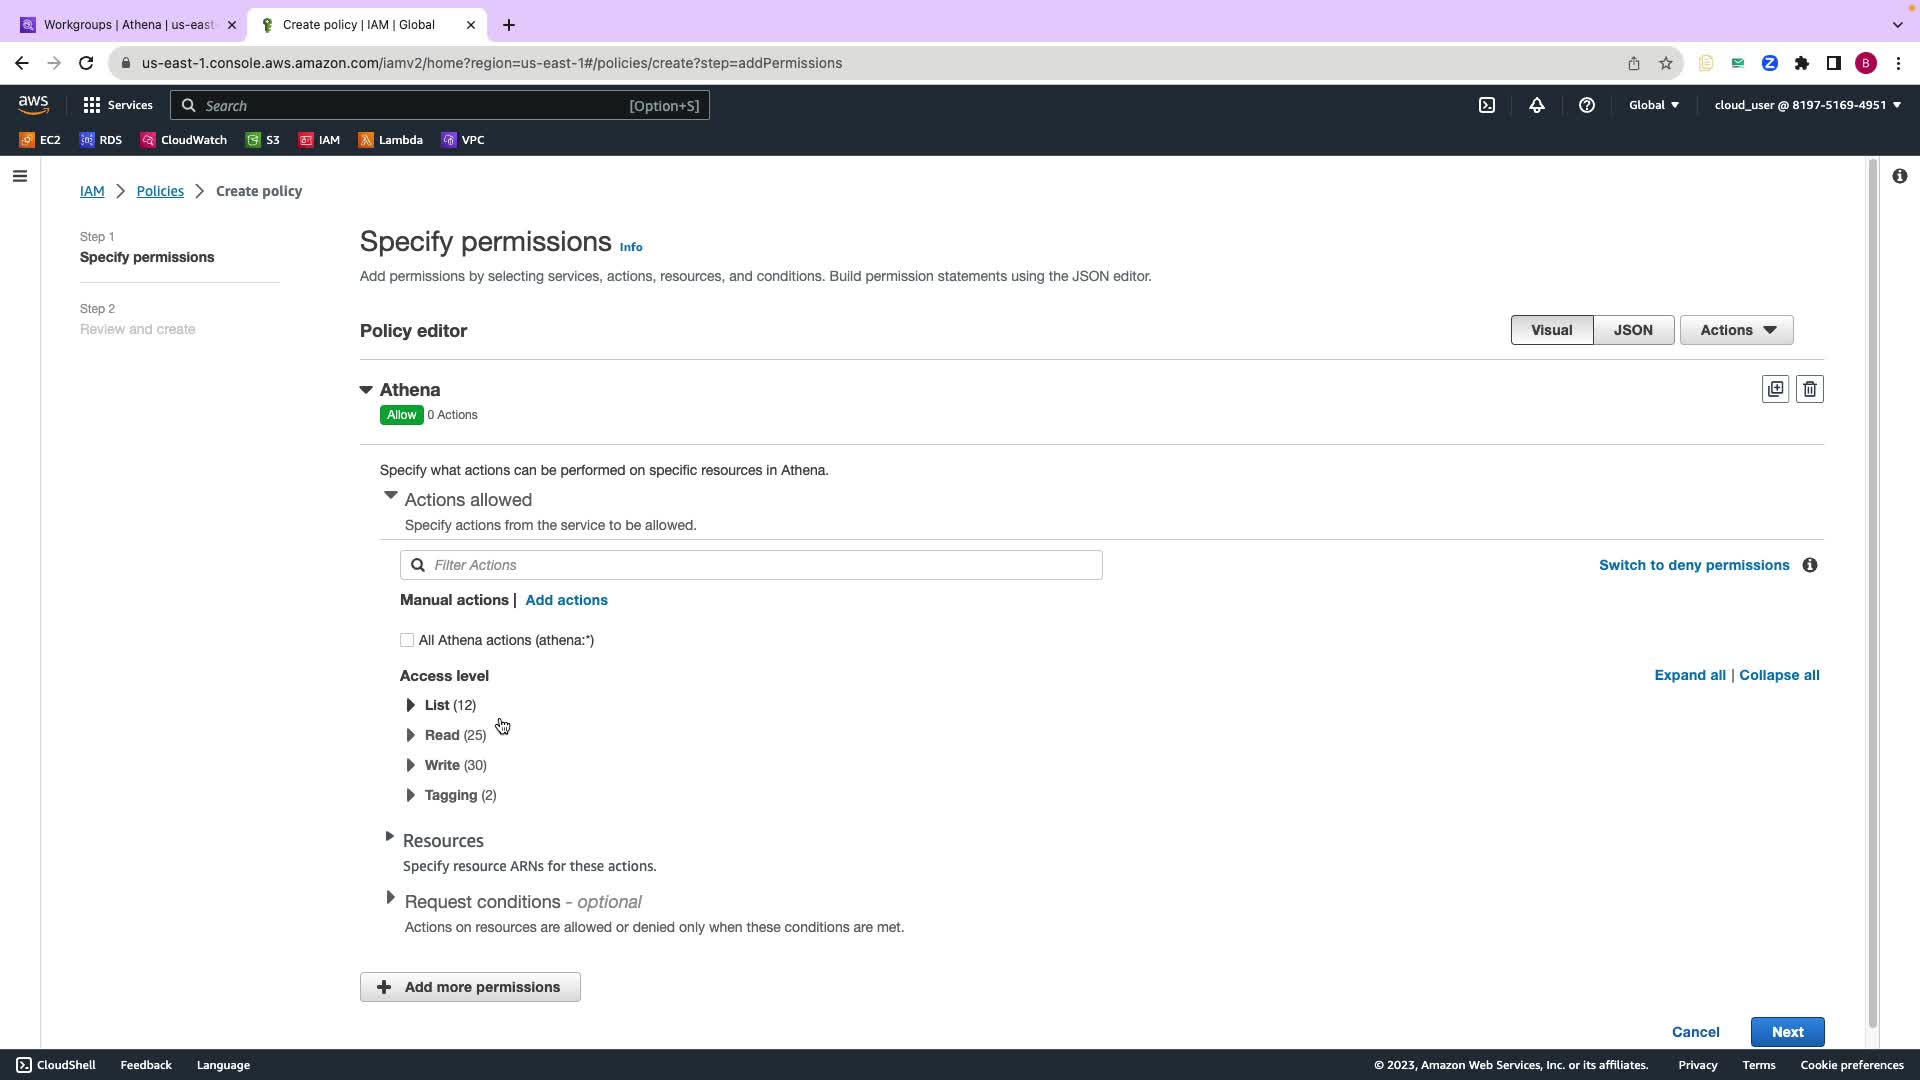 Workgroups | Athena | us-east-
Create policy | IAM | Global
us-east-1.console.aws.amazon.com/iamv2/home?region=us-east-1#/policies/create?step=addPermissions
B
aws
Services
Search
[Option+S]
Global
cloud_user @ 8197-5169-4951
EC2
RDS
CloudWatch
S3
IAM
Lambda
VPC
IAM
Policies
Create policy
Step 1
Specify permissions
Step 2
Review and create
Specify permissions Info
Add permissions by selecting services, actions, resources, and conditions. Build permission statements using the JSON editor.
Policy editor
Visual
JSON
Actions
Athena
Allow 0 Actions
Specify what actions can be performed on specific resources in Athena.
Actions allowed
Specify actions from the service to be allowed.
Filter Actions
Switch to deny permissions
Manual actions | Add actions
All Athena actions (athena:*)
Access level
Expand all | Collapse all
List (12)
Read (25)
Write (30)
Tagging (2)
Resources
Specify resource ARNs for these actions.
Request conditions - optional
Actions on resources are allowed or denied only when these conditions are met.
Add more permissions
Cancel
Next
CloudShell
Feedback
Language
© 2023, Amazon Web Services, Inc. or its affiliates.
Privacy
Terms
Cookie preferences